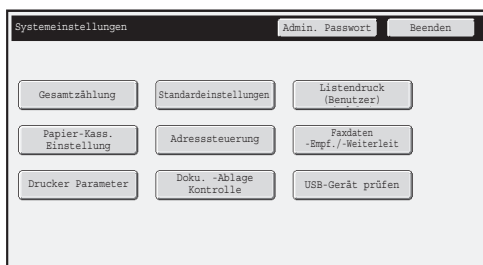 Systemeinstellungen Admin. Passwort Beenden
Gesamtzählung Standardeinstellungen Listendruck
(Benutzer)
Papier-Kass.
Einstellung Adresssteuerung Faxdaten
-Empf./-Weiterleit
Drucker Parameter Doku. -Ablage
Kontrolle USB-Gerät prüfen